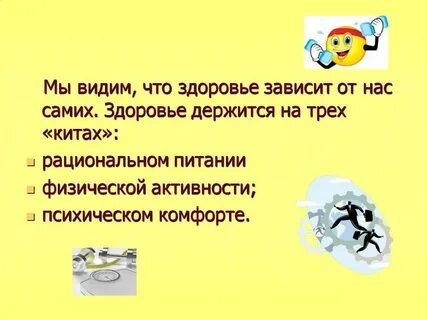 Мы видим, что здоровье зависит от нас
самих. Здоровье держится на трех
«китах»:
рациональном питании
физической активности;
психическом комфорте.